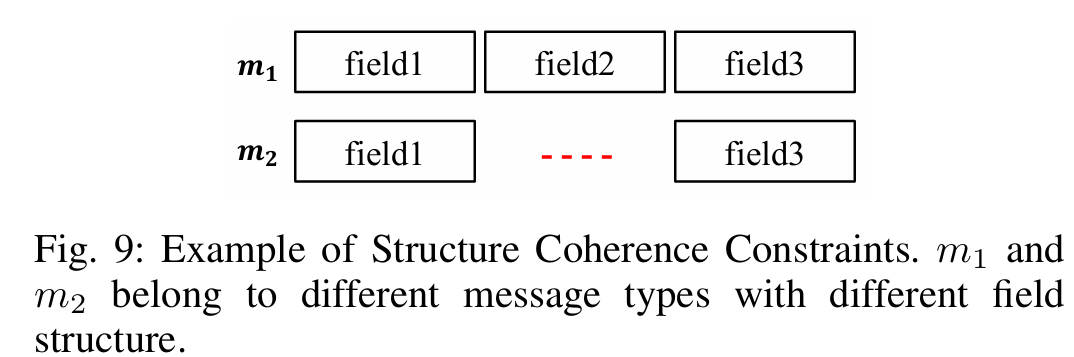 m₁ field1 field2 field3
m₂ field1 ---- field3
Fig. 9: Example of Structure Coherence Constraints. m₁ and
m₂ belong to different message types with different field
structure.